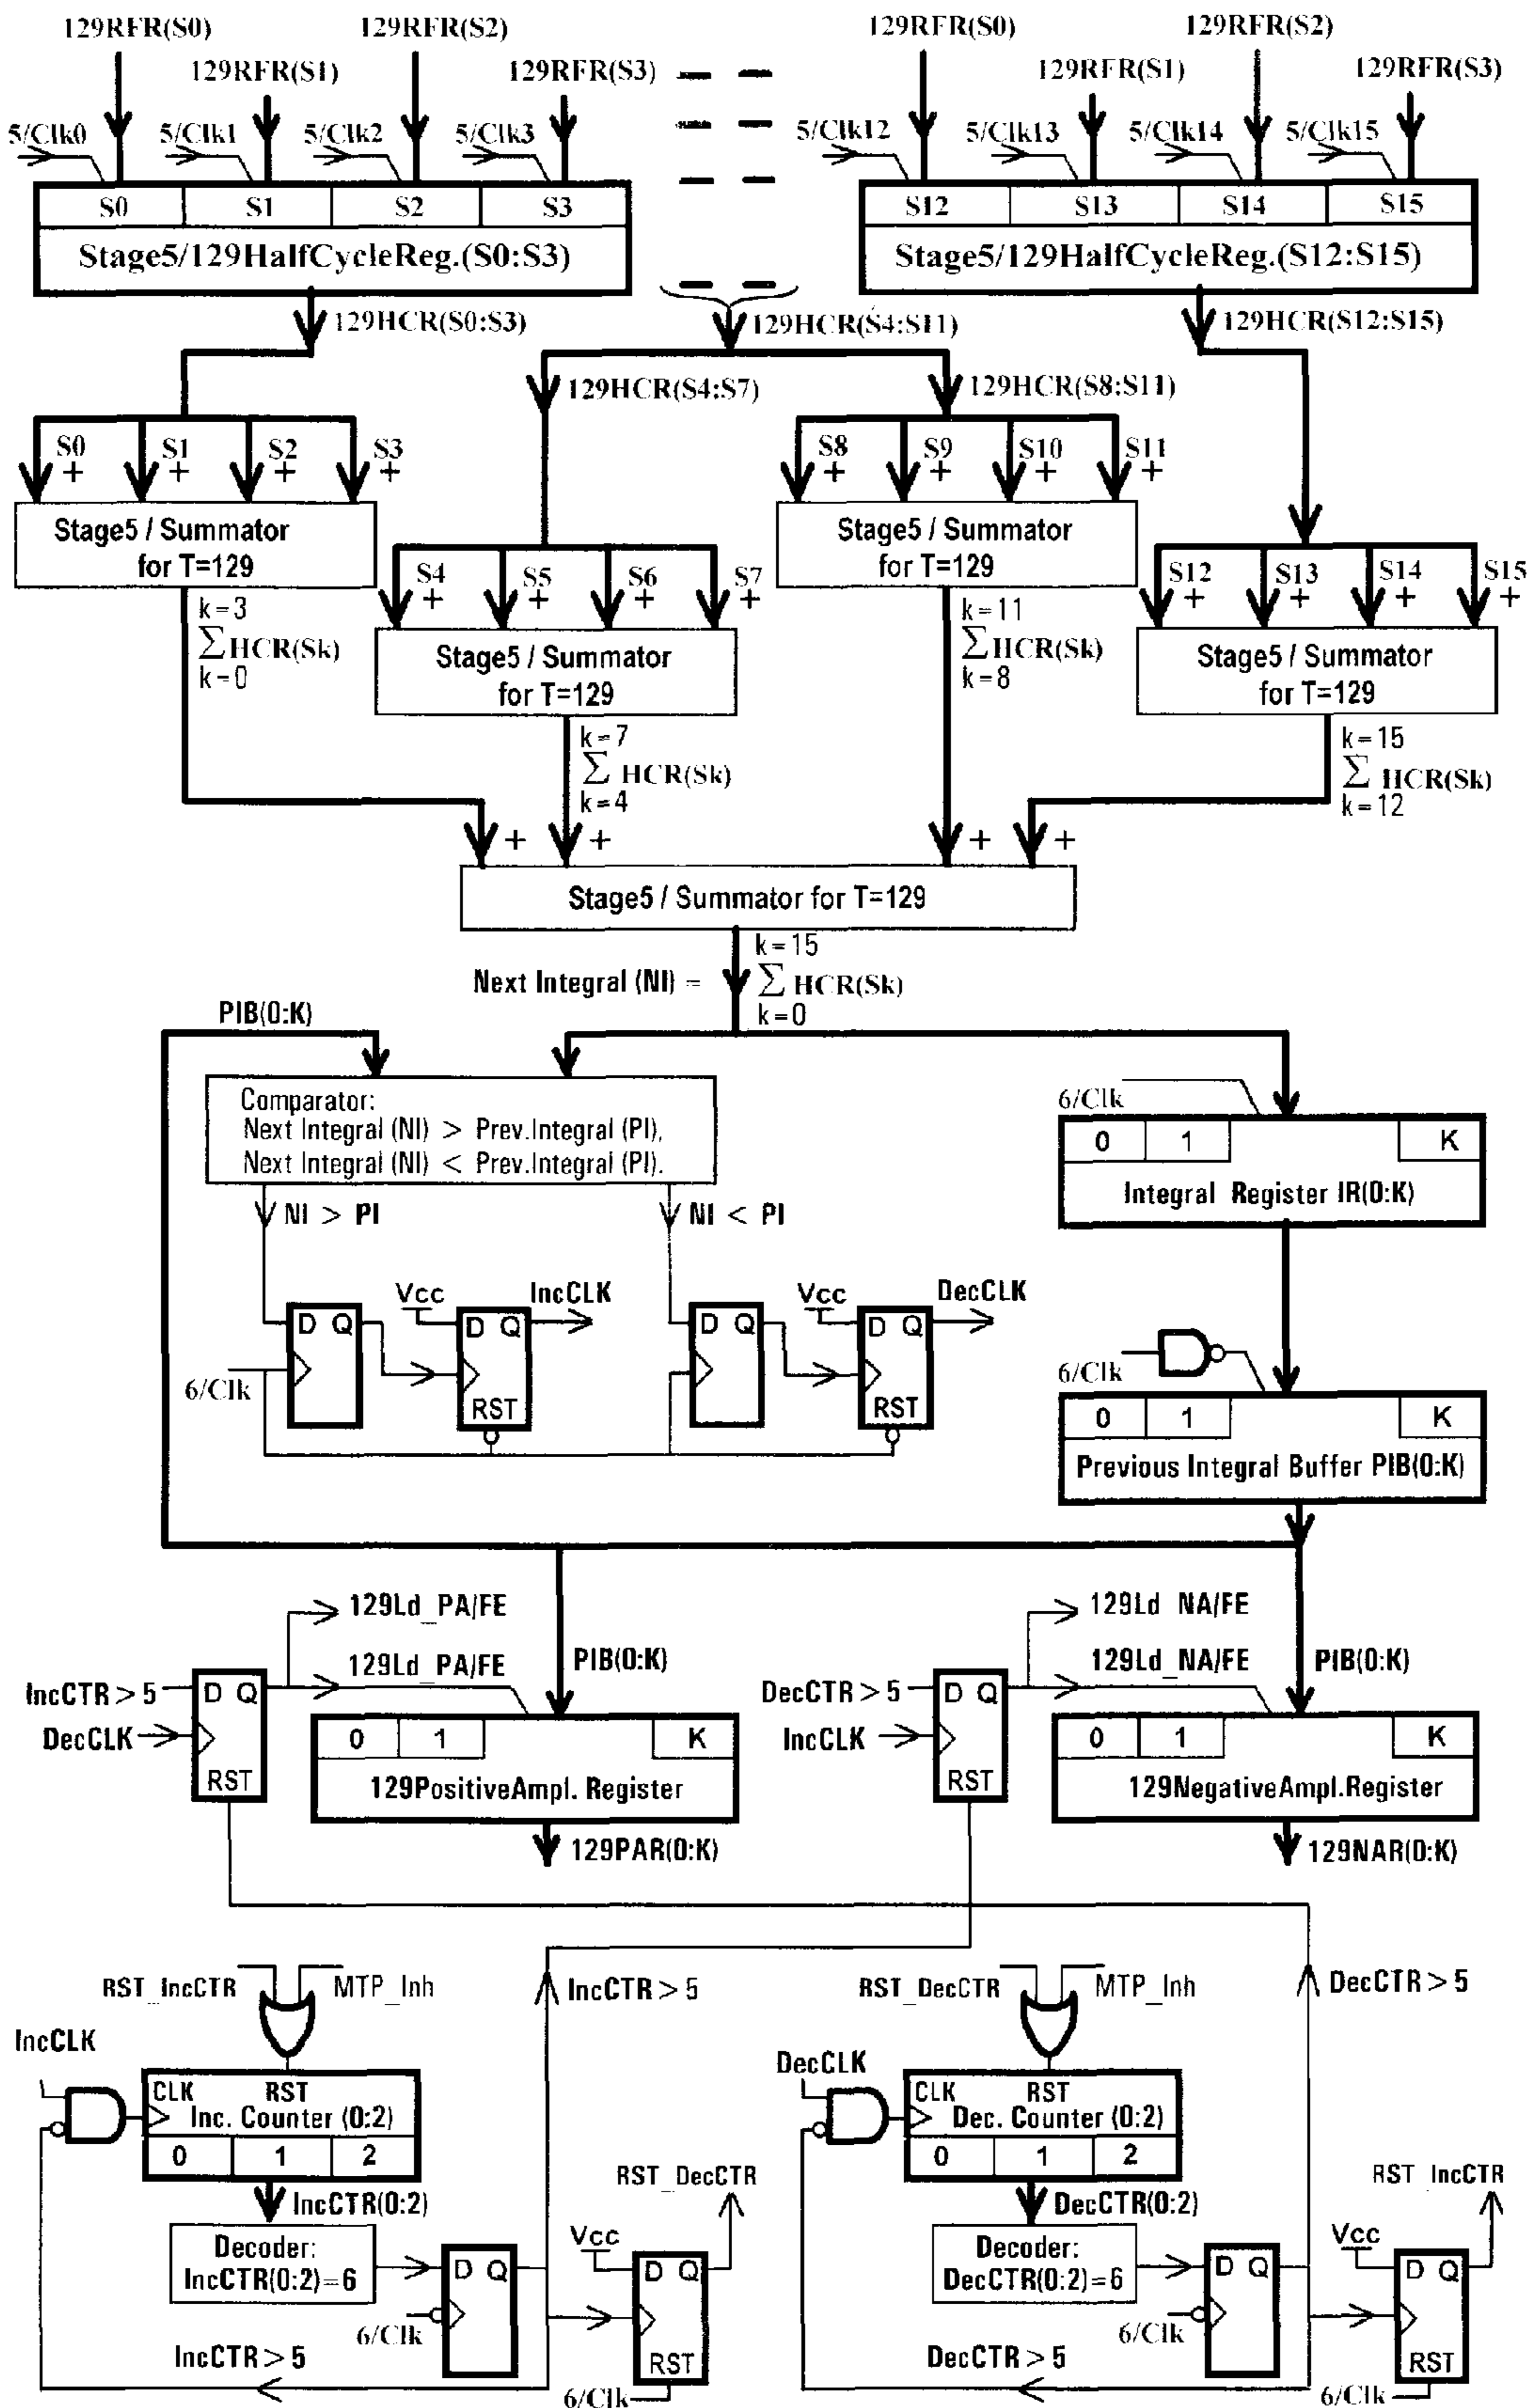 129RFR(S0) 129RFR(S2) 129RFR(S0) 129RFR(S2)
129RFR(S1) 129RFR(S3) 129RFR(S1) 129RFR(S3)
5/Clk0 5/Clk1 5/Clk2 5/Clk3 5/Clk12 5/Clk13 5/Clk14 5/Clk15
S0 S1 S2 S3 S12 S13 S14 S15
Stage5/129HalfCycleReg.(S0:S3) Stage5/129HalfCycleReg.(S12:S15)
129HCR(S0:S3) 129HCR(S4:S11) 129HCR(S12:S15)
129HCR(S4:S7) 129HCR(S8:S11)
S0 S1 S2 S3 S8 S9 S10 S11
+ + + + + + + +
Stage5 / Summator Stage5 / Summator
for T=129 for T=129
S4 S5 S6 S7 S12 S13 S14 S15
+ + + + + + + +
k=3 k=11
∑HCR(Sk) ∑HCR(Sk)
k=0 k=8
Stage5 / Summator Stage5 / Summator
for T=129 for T=129
k=7 k=15
∑ HCR(Sk) ∑ HCR(Sk)
k=4 k=12
+ + + +
Stage5 / Summator for T=129
k=15
Next Integral (NI) = ∑ HCR(Sk)
k=0
PIB(0:K)
Comparator:
Next Integral (NI) > Prev.Integral (PI),
Next Integral (NI) < Prev.Integral (PI).
6/Clk
0 1 K
Integral Register IR(0:K)
NI > PI NI < PI
Vcc IncCLK Vcc DecCLK
D Q D Q D Q D Q
6/Clk RST RST
6/Clk
0 1 K
Previous Integral Buffer PIB(0:K)
129Ld_PA/FE 129Ld NA/FE
129Ld_PA/FE PIB(0:K) 129Ld_NA/FE PIB(0:K)
IncCTR > 5 D Q DecCTR > 5 D Q
DecCLK 0 1 K IncCLK 0 1 K
RST 129PositiveAmpl. Register RST 129NegativeAmpl.Register
129PAR(0:K) 129NAR(0:K)
RST_IncCTR MTP_Inh IncCTR > 5 RST_DecCTR MTP_Inh DecCTR > 5
IncCLK DecCLK
CLK RST CLK RST
Inc. Counter (0:2) Dec. Counter (0:2)
0 1 2 0 1 2
RST_DecCTR RST_IncCTR
IncCTR(0:2) DecCTR(0:2)
Decoder: Vcc Decoder: Vcc
IncCTR(0:2)=6 D Q D Q DecCTR(0:2)=6 D Q D Q
6/Clk 6/Clk
IncCTR > 5 RST DecCTR > 5 RST
6/Clk 6/Clk